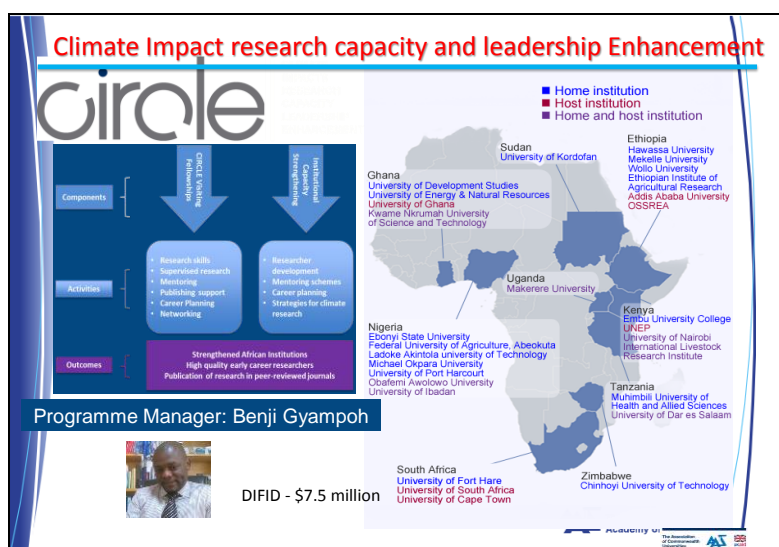 Climate Impact research capacity and leadership Enhancement
cirqle
Components
CIRCLE Visiting
Fellowships
Institutional
Capacity
Strengthening
Activities
• Research skills
• Supervised research
• Mentoring
• Publishing support
• Career Planning
• Networking
• Researcher
development
• Mentoring schemes
• Career planning
• Strategies for climate
research
Outcomes
Strengthened African Institutions
High quality early career researchers
Publication of research in peer-reviewed journals
Programme Manager: Benji Gyampoh
DIFID - $7.5 million
Home institution
Host institution
Home and host institution
Sudan
University of Kordofan
Ethiopia
Hawassa University
Mekelle University
Wollo University
Ethiopian Institute of
Agricultural Research
Addis Ababa University
OSSREA
Ghana
University of Development Studies
University of Energy & Natural Resources
University of Ghana
Kwame Nkrumah University
of Science and Technology
Uganda
Makerere University
Kenya
Embu University College
UNEP
University of Nairobi
International Livestock
Research Institute
Nigeria
Ebonyi State University
Federal University of Agriculture, Abeokuta
Ladoke Akintola university of Technology
Michael Okpara University
University of Port Harcourt
Obafemi Awolowo University
University of Ibadan
Tanzania
Muhimbili University of
Health and Allied Sciences
University of Dar es Salaam
Zimbabwe
Chinhoyi University of Technology
South Africa
University of Fort Hare
University of South Africa
University of Cape Town
Academy of
The Association
of Commonwealth
Universities